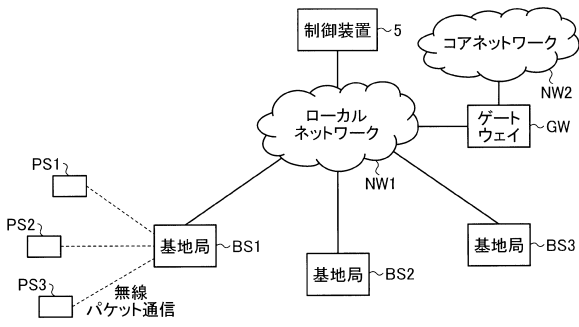 制御装置
5
コアネットワーク
NW2
ローカル
ネットワーク
NW1
ゲート
ウェイ
GW
PS1
PS2
PS3
基地局
BS1
基地局
BS2
基地局
BS3
無線
パケット通信